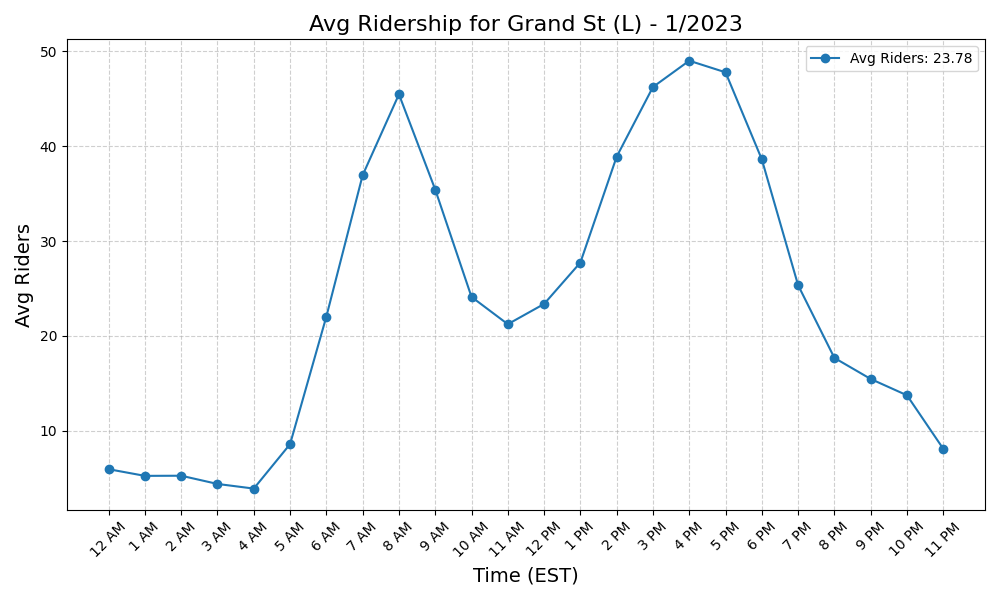 Avg Ridership for Grand St (L) - 1/2023
Avg Riders: 23.78
Avg Riders
50
40
30
20
10
12 AM
1 AM
2 AM
3 AM
4 AM
5 AM
6 AM
7 AM
8 AM
9 AM
10 AM
11 AM
12 PM
1 PM
2 PM
3 PM
4 PM
5 PM
6 PM
7 PM
8 PM
9 PM
10 PM
11 PM
Time (EST)